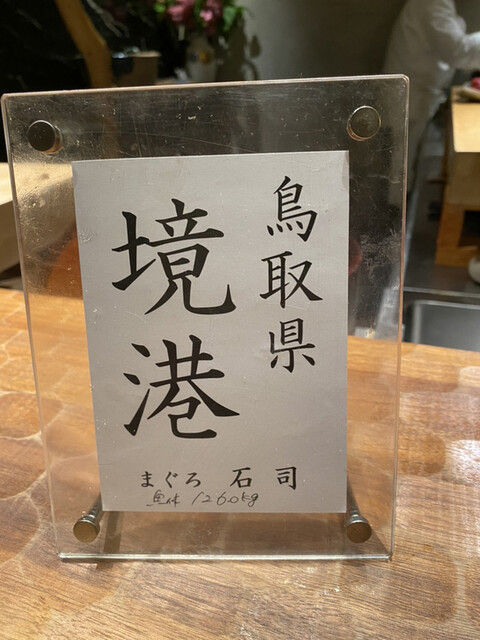 鳥取県
境港
まぐろ 石司
魚体 126.0kg